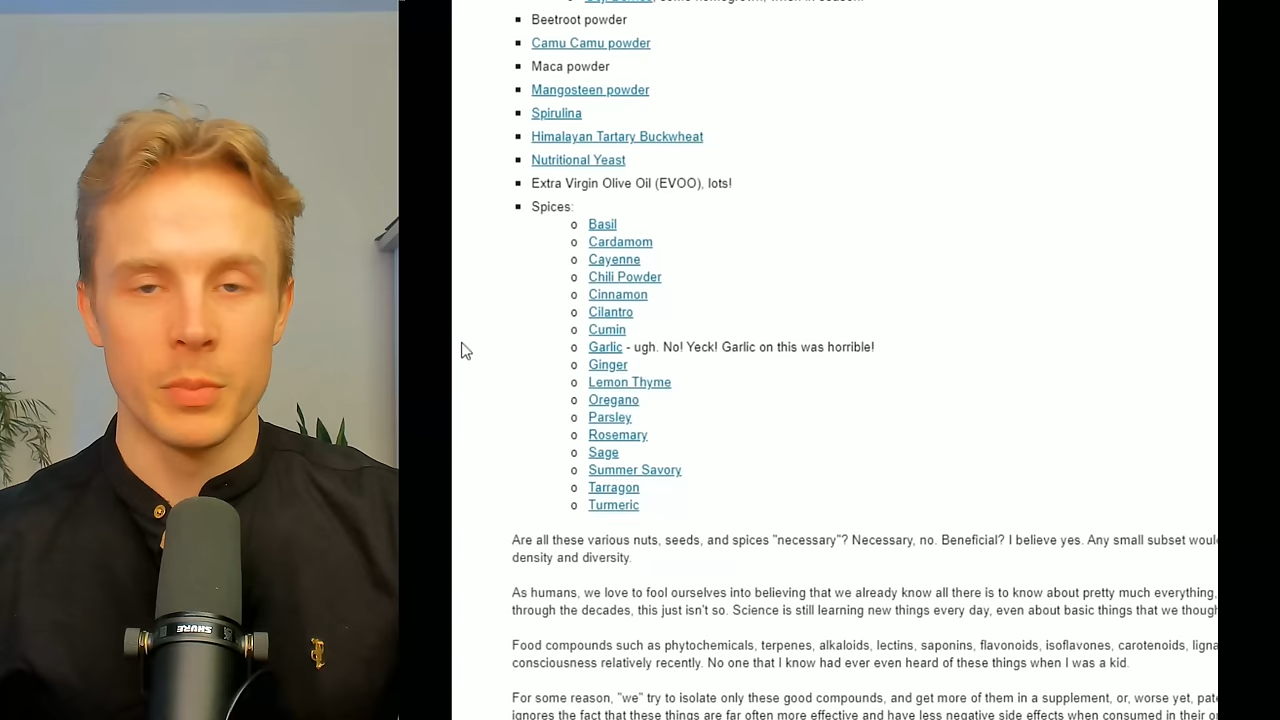 Beetroot powder
Camu Camu powder
Maca powder
Mangosteen powder
Spirulina
Himalayan Tartary Buckwheat
Nutritional Yeast
Extra Virgin Olive Oil (EVOO), lots!
Spices:
Basil
Cardamom
Cayenne
Chili Powder
Cinnamon
Cilantro
Cumin
Garlic - ugh. No! Yeck! Garlic on this was horrible!
Ginger
Lemon Thyme
Oregano
Parsley
Rosemary
Sage
Summer Savory
Tarragon
Turmeric
Are all these various nuts, seeds, and spices "necessary"? Necessary, no. Beneficial? I believe yes. Any small subset
density and diversity.
As humans, we love to fool ourselves into believing that we already know all there is to know about pretty much everything,
through the decades, this just isn't so. Science is still learning new things every day, even about basic things that we
Food compounds such as phytochemicals, terpenes, alkaloids, lectins, saponins, flavonoids, isoflavones, carotenoids,
consciousness relatively recently. No one that I know had ever even heard of these things when I was a kid.
For some reason, "we" try to isolate only these good compounds, and get more of them in a supplement, or, worse yet,
ignores the fact that these things are far often more effective and have less negative side effects when consumed in their
SHURE